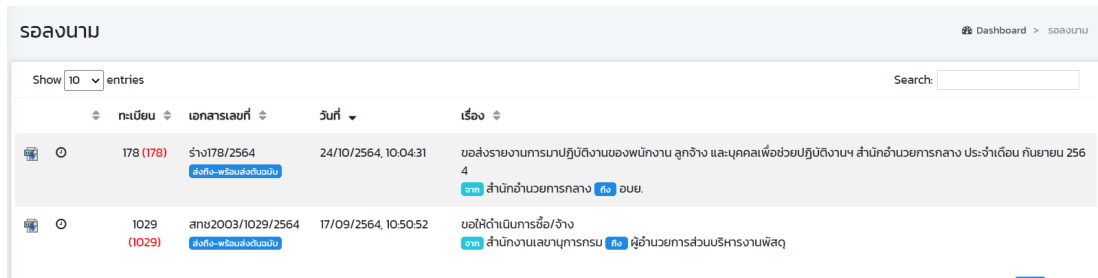 รอลงนาม
Dashboard > รอลงนาม
Show 10 entries
Search:
ทะเบียน เอกสารเลขที่ วันที่ เรื่อง
178 (178) ร่าง178/2564 24/10/2564, 10:04:31 ขอส่งรายงานการมาปฏิบัติงานของพนักงาน ลูกจ้าง และบุคคลเพื่อช่วยปฏิบัติงานฯ สำนักอำนวยการกลาง ประจำเดือน กันยายน 256
ส่งถึง-พร้อมส่งต้นฉบับ 4
จาก สำนักอำนวยการกลาง ถึง อบย.
1029 สทช2003/1029/2564 17/09/2564, 10:50:52 ขอให้ดำเนินการซื้อ/จ้าง
(1029) ส่งถึง-พร้อมส่งต้นฉบับ จาก สำนักงานเลขานุการกรม ถึง ผู้อำนวยการส่วนบริหารงานพัสดุ